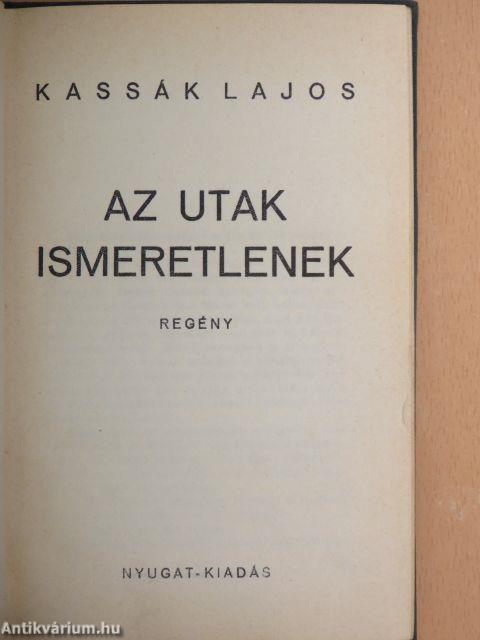 KASSÁK LAJOS
AZ UTAK
ISMERETLENEK
REGÉNY
NYUGAT-KIADÁS
Antikvárium.hu